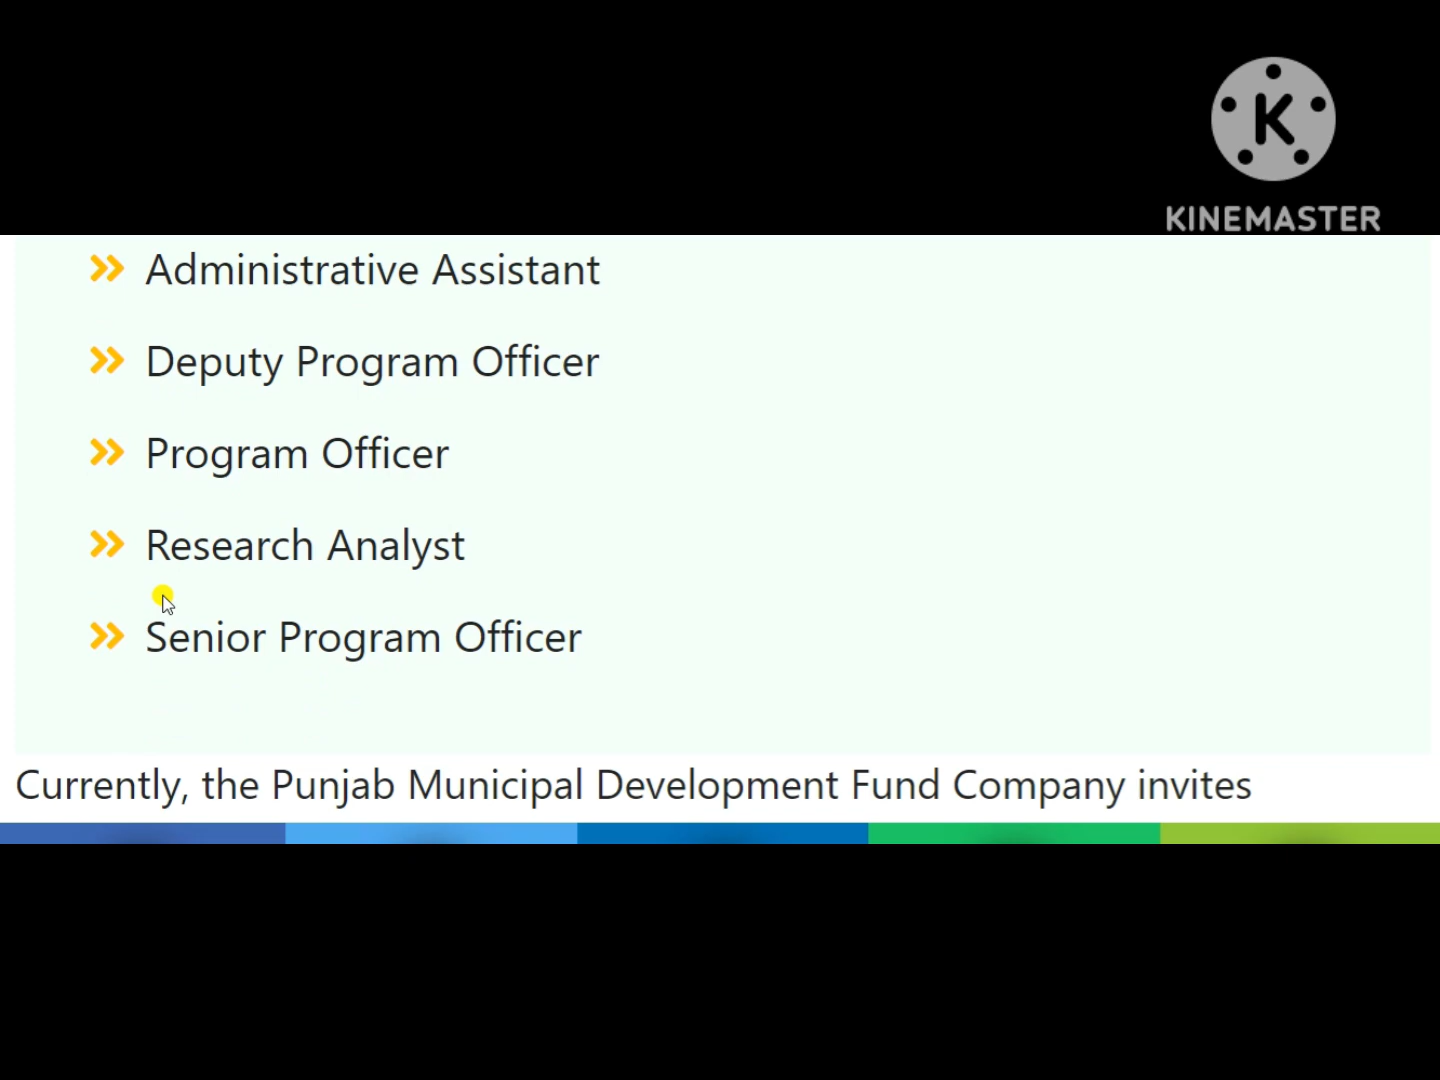 K
KINEMASTER
Administrative Assistant
Deputy Program Officer
Program Officer
Research Analyst
Senior Program Officer
Currently, the Punjab Municipal Development Fund Company invites